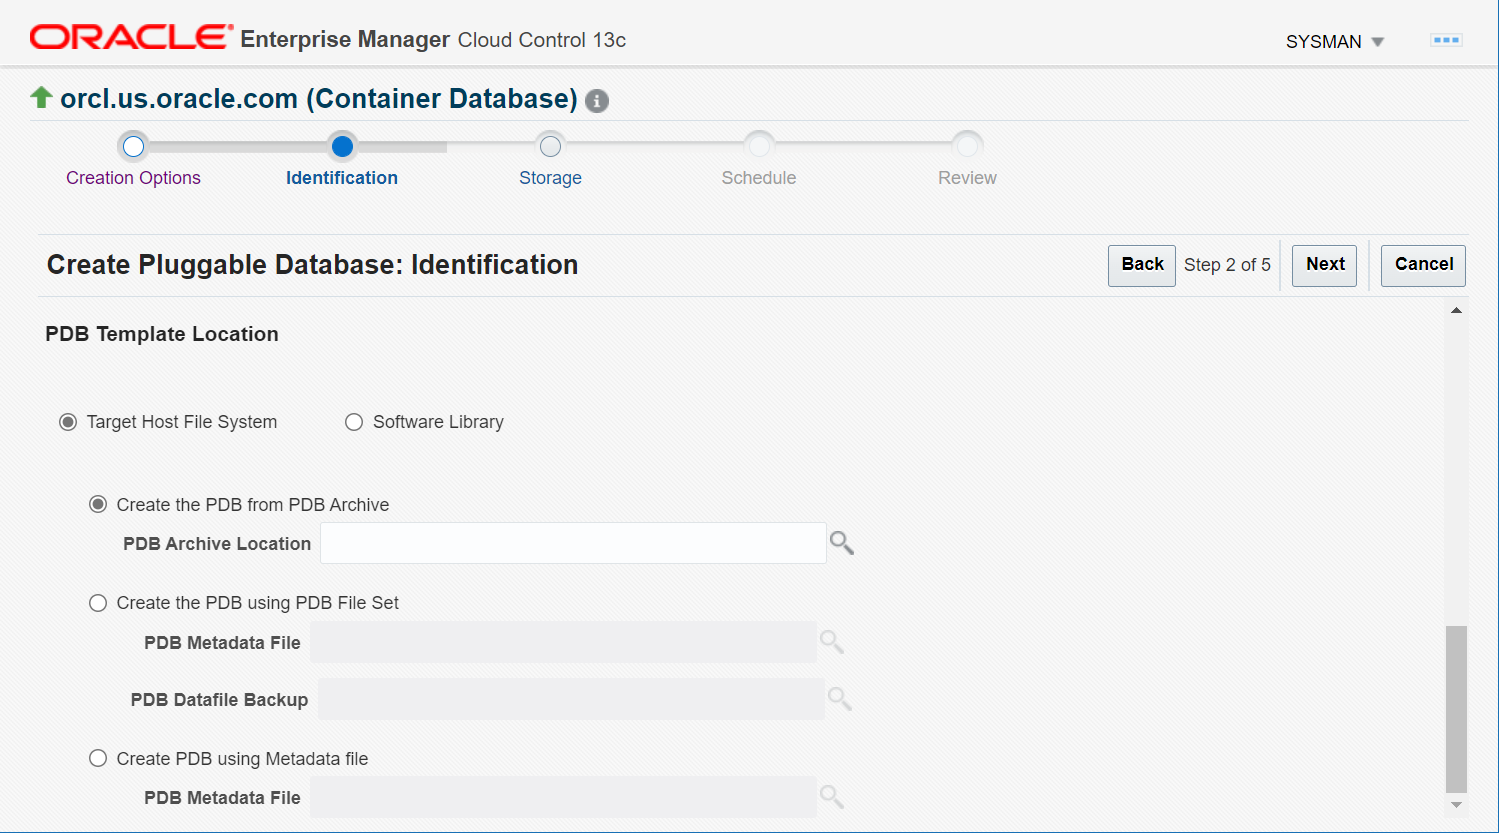 ORACLE® Enterprise Manager Cloud Control 13c
SYSMAN
orcl.us.oracle.com (Container Database)
Creation Options Identification Storage Schedule Review
Create Pluggable Database: Identification
Back Step 2 of 5 Next Cancel
PDB Template Location
Target Host File System Software Library
Create the PDB from PDB Archive
PDB Archive Location
Create the PDB using PDB File Set
PDB Metadata File
PDB Datafile Backup
Create PDB using Metadata file
PDB Metadata File